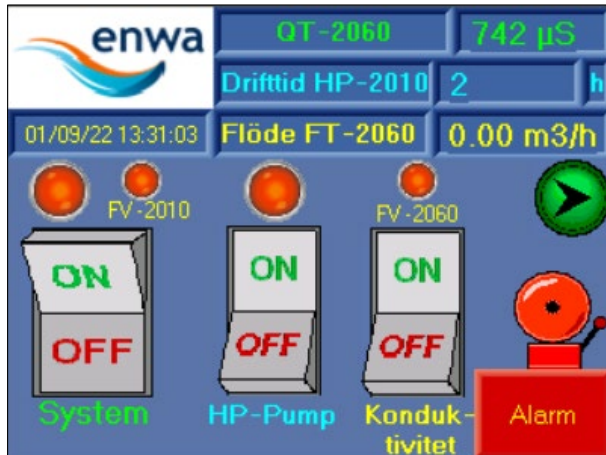 enwa
QT-2060
742 µS
Drifttid HP-2010
2
h
01/09/22 13:31:03
Flöde FT-2060
0.00 m3/h
FV-2010
FV-2060
ON
ON
ON
OFF
OFF
OFF
System
HP-Pump
Konduk-
tivitet
Alarm